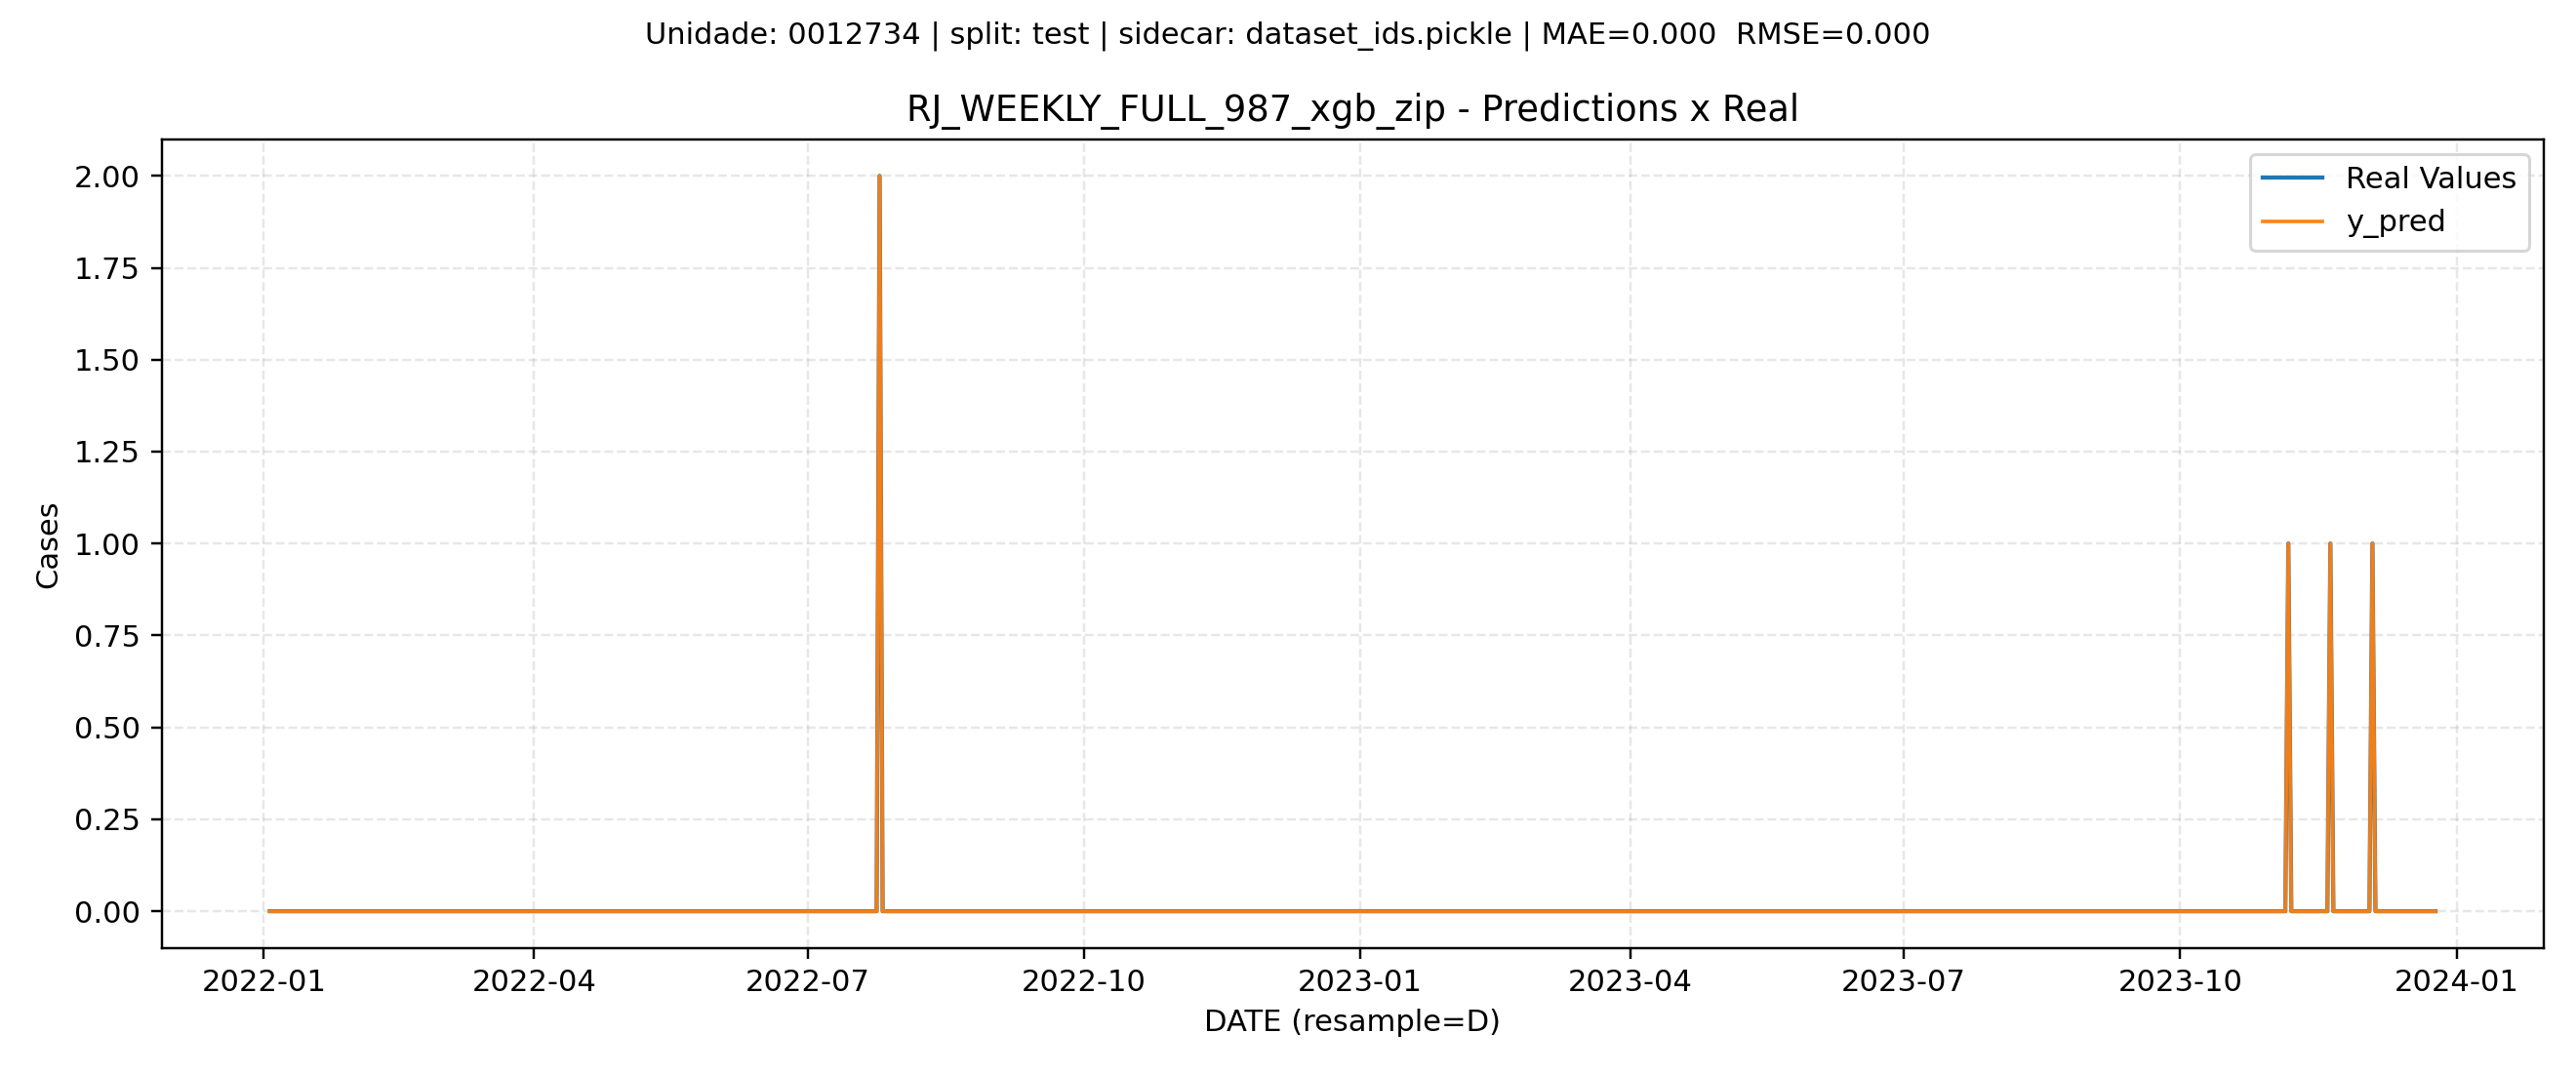 Unidade: 0012734 | split: test | sidecar: dataset_ids.pickle | MAE=0.000  RMSE=0.000
RJ_WEEKLY_FULL_987_xgb_zip - Predictions x Real
Real Values
y_pred
Cases
2.00
1.75
1.50
1.25
1.00
0.75
0.50
0.25
0.00
2022-01 2022-04 2022-07 2022-10 2023-01 2023-04 2023-07 2023-10 2024-01
DATE (resample=D)